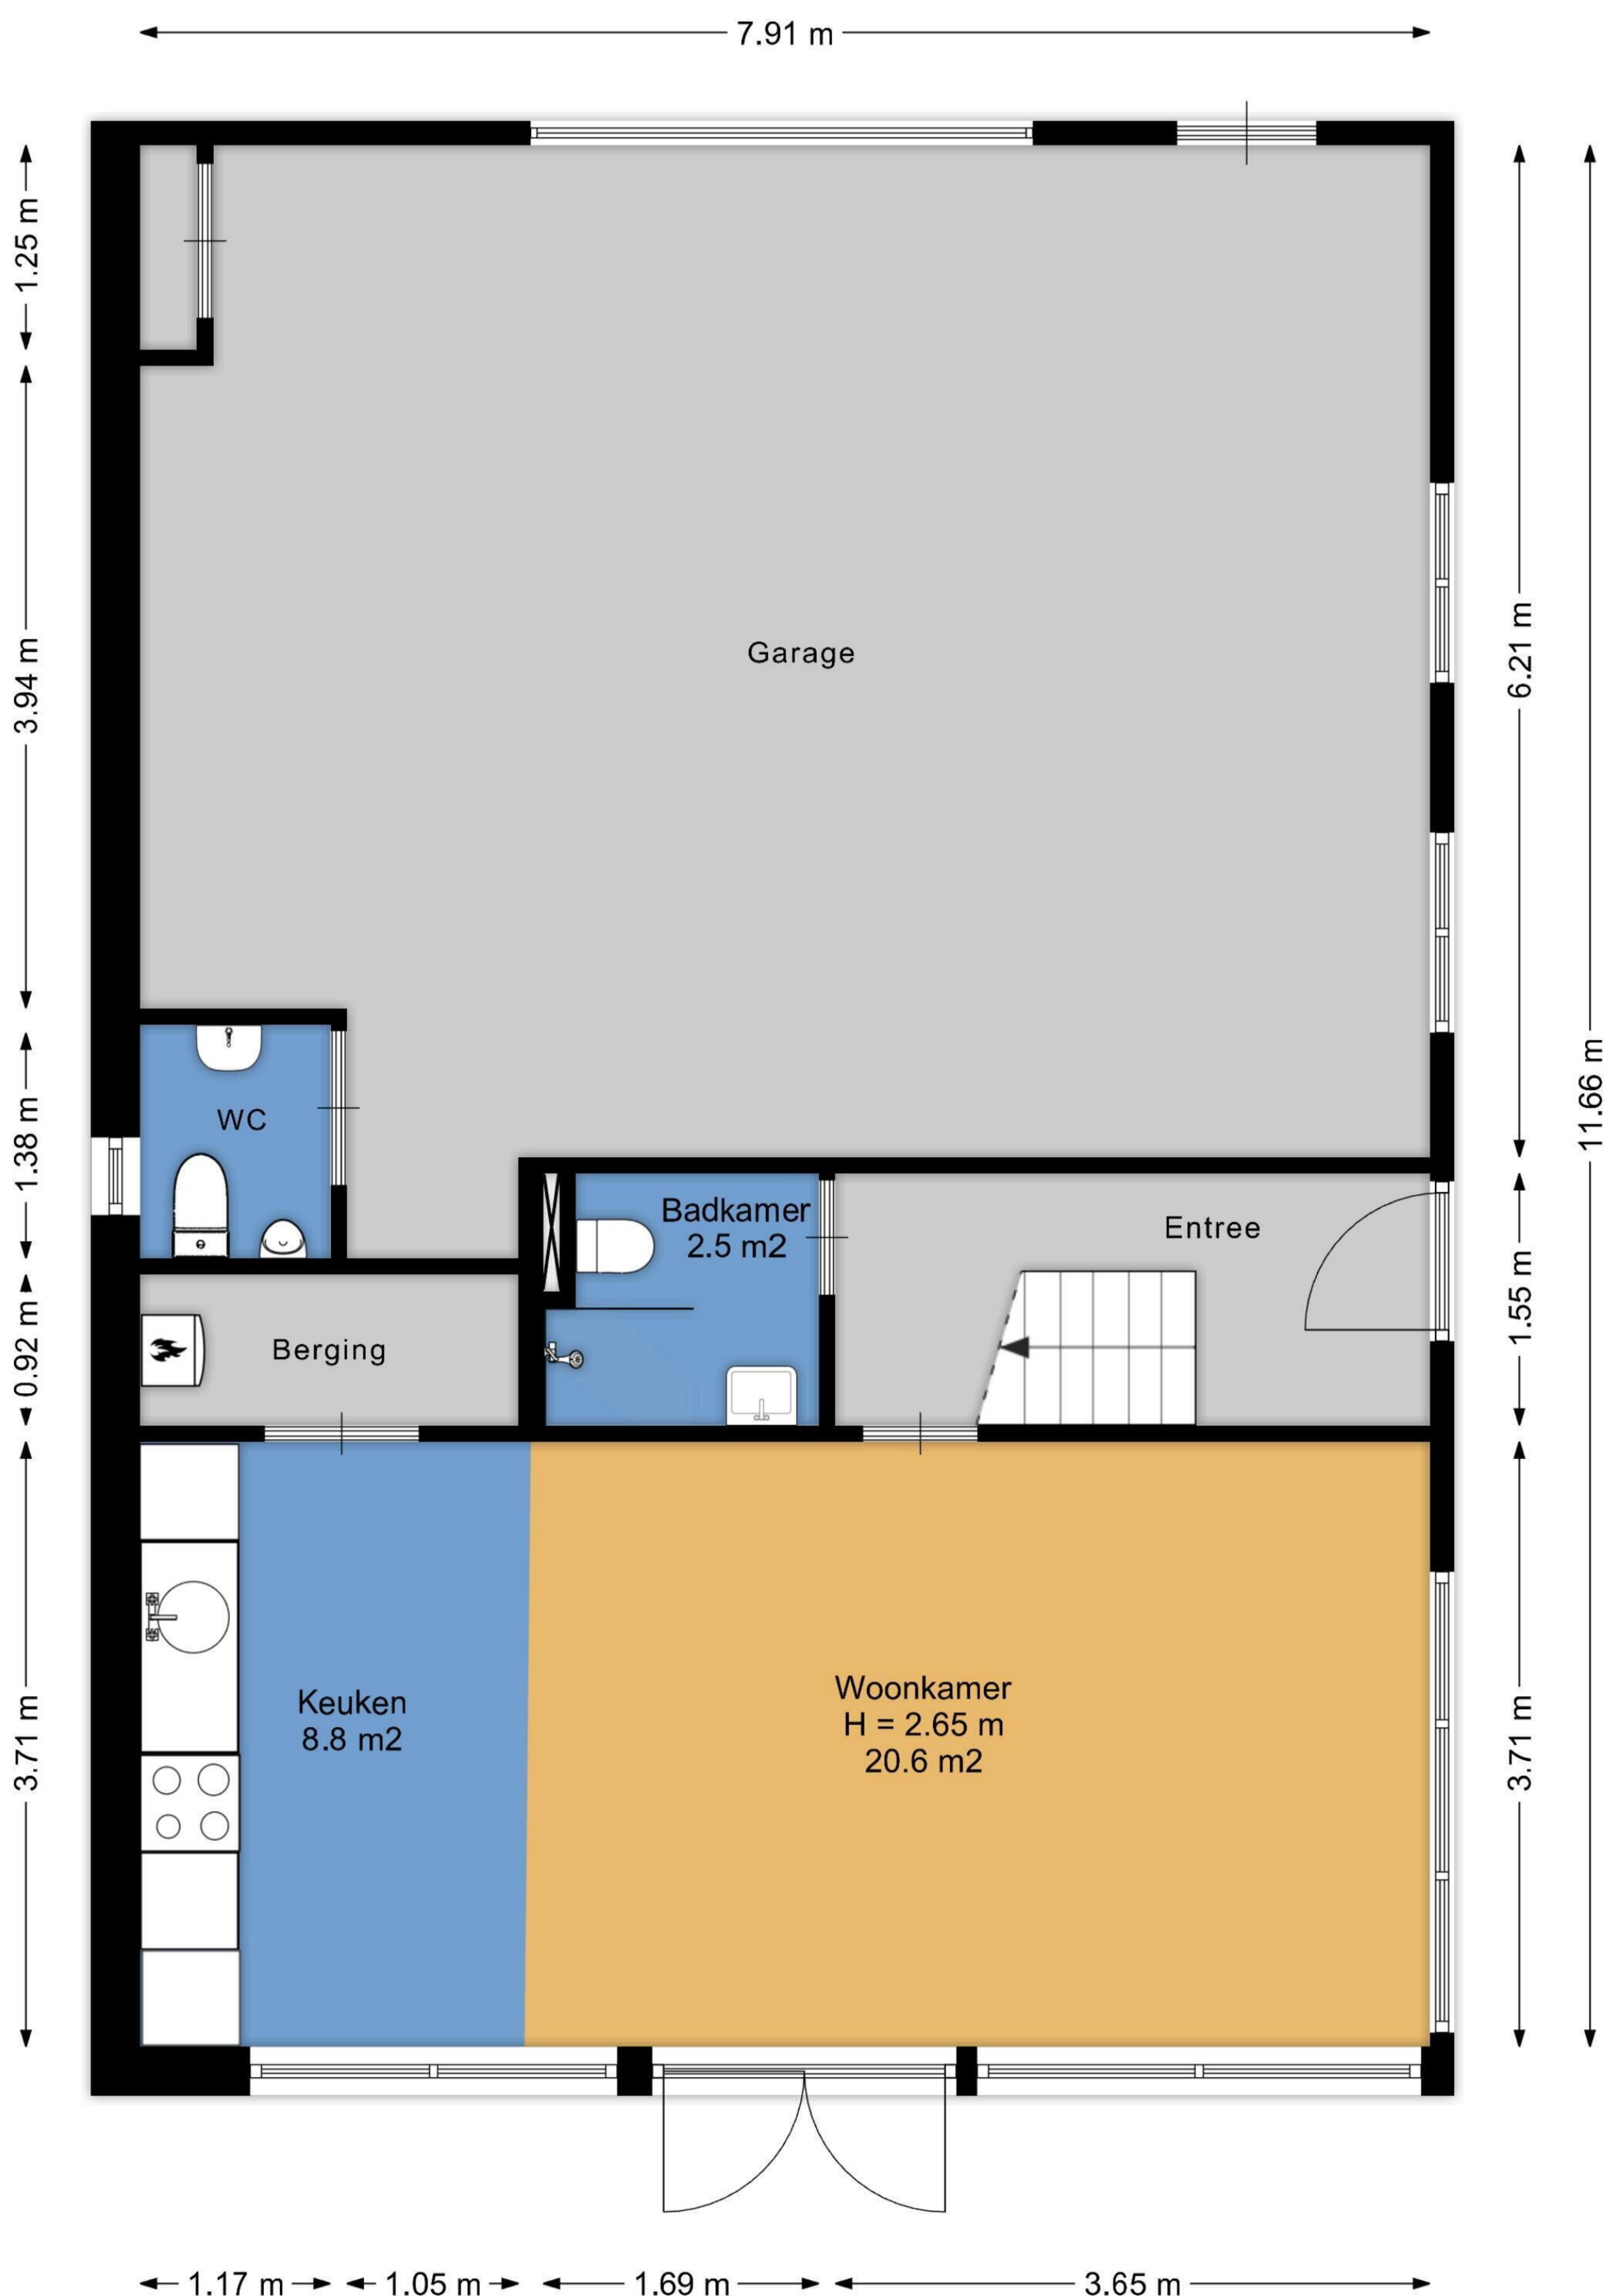 7.91 m
1.25 m
3.94 m
6.21 m
Garage
11.66 m
WC
1.38 m
Badkamer
2.5 m2
Entree
1.55 m
Berging
0.92 m
Keuken
8.8 m2
Woonkamer
H = 2.65 m
20.6 m2
3.71 m
3.71 m
1.17 m
1.05 m
1.69 m
3.65 m